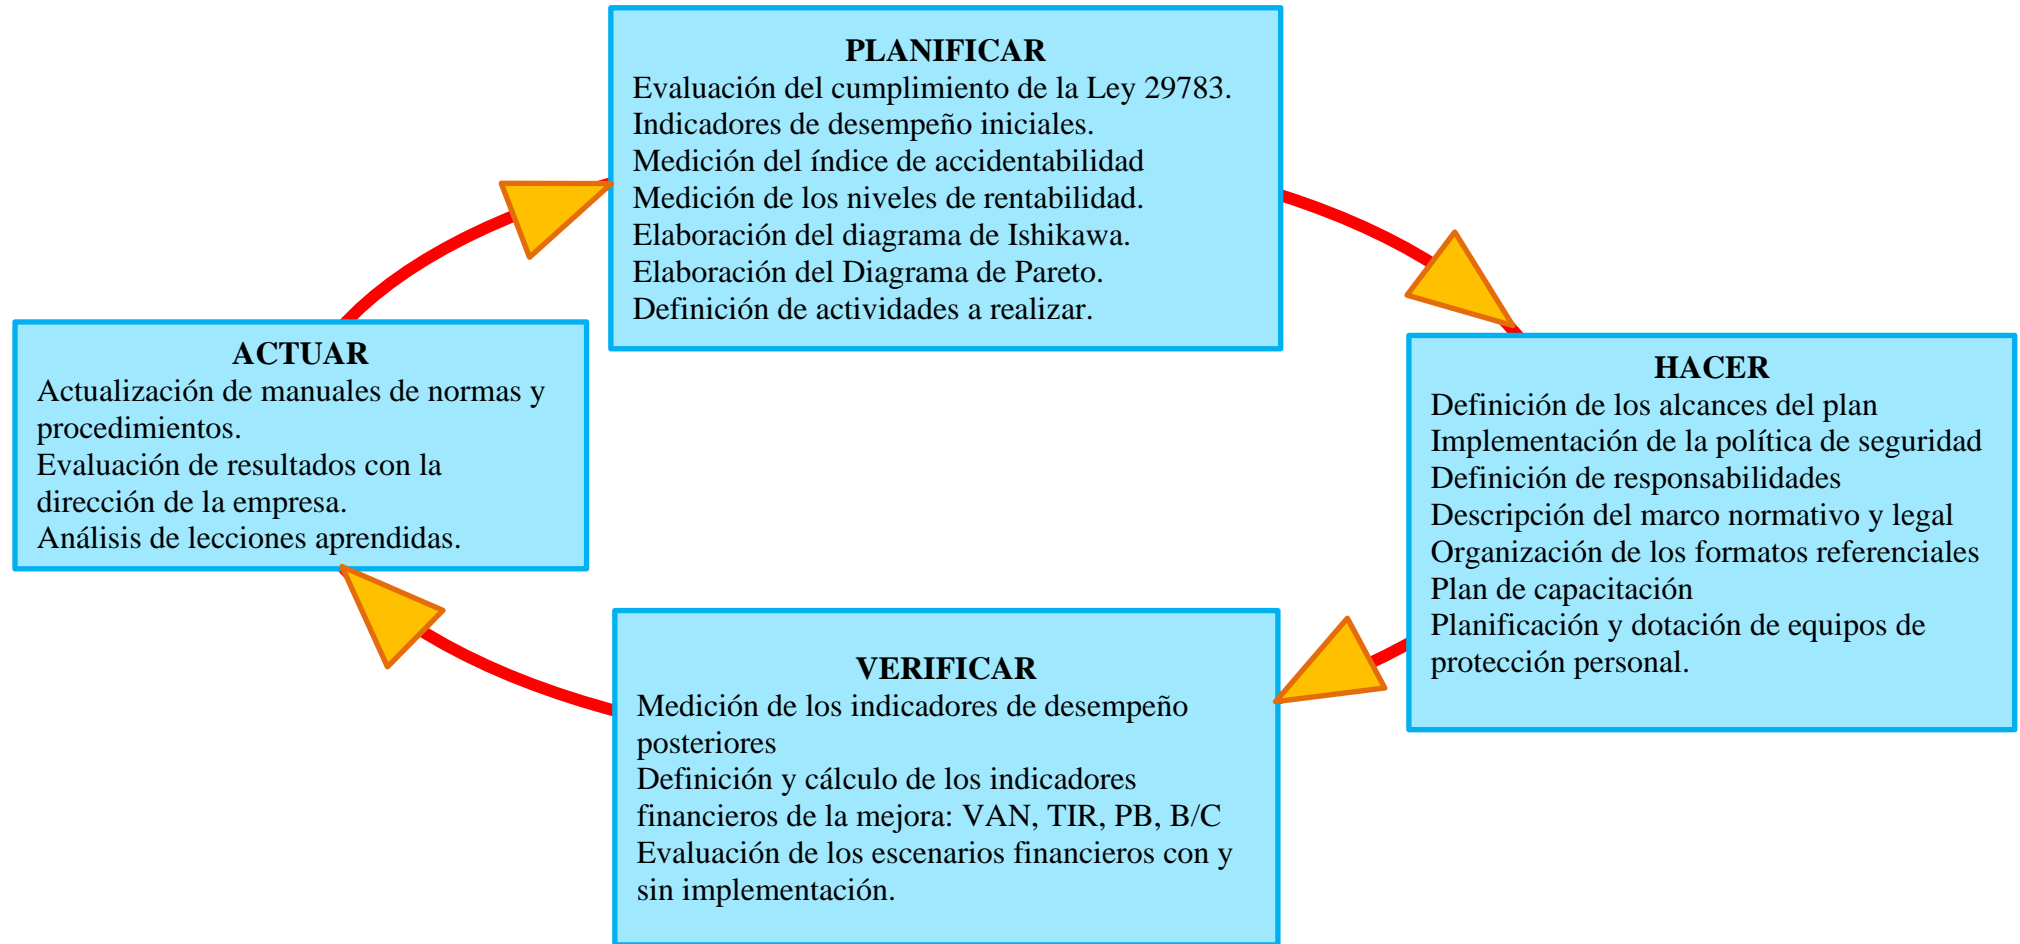 PLANIFICAR
Evaluación del cumplimiento de la Ley 29783.
Indicadores de desempeño iniciales.
Medición del índice de accidentabilidad
Medición de los niveles de rentabilidad.
Elaboración del diagrama de Ishikawa.
Elaboración del Diagrama de Pareto.
Definición de actividades a realizar.
HACER
Definición de los alcances del plan
Implementación de la política de seguridad
Definición de responsabilidades
Descripción del marco normativo y legal
Organización de los formatos referenciales
Plan de capacitación
Planificación y dotación de equipos de
protección personal.
VERIFICAR
Medición de los indicadores de desempeño
posteriores
Definición y cálculo de los indicadores
financieros de la mejora: VAN, TIR, PB, B/C
Evaluación de los escenarios financieros con y
sin implementación.
ACTUAR
Actualización de manuales de normas y
procedimientos.
Evaluación de resultados con la
dirección de la empresa.
Análisis de lecciones aprendidas.